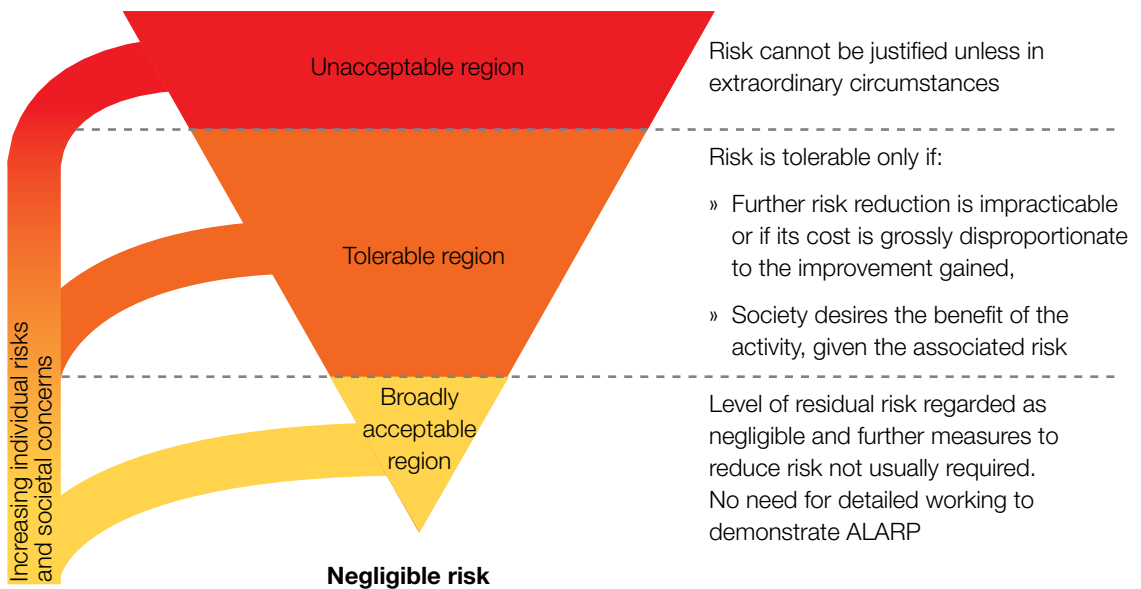 Unacceptable region
Risk cannot be justified unless in
extraordinary circumstances
Tolerable region
Risk is tolerable only if:
» Further risk reduction is impracticable
or if its cost is grossly disproportionate
to the improvement gained,
» Society desires the benefit of the
activity, given the associated risk
Broadly
acceptable
region
Level of residual risk regarded as
negligible and further measures to
reduce risk not usually required.
No need for detailed working to
demonstrate ALARP
Increasing individual risks
and societal concerns
Negligible risk